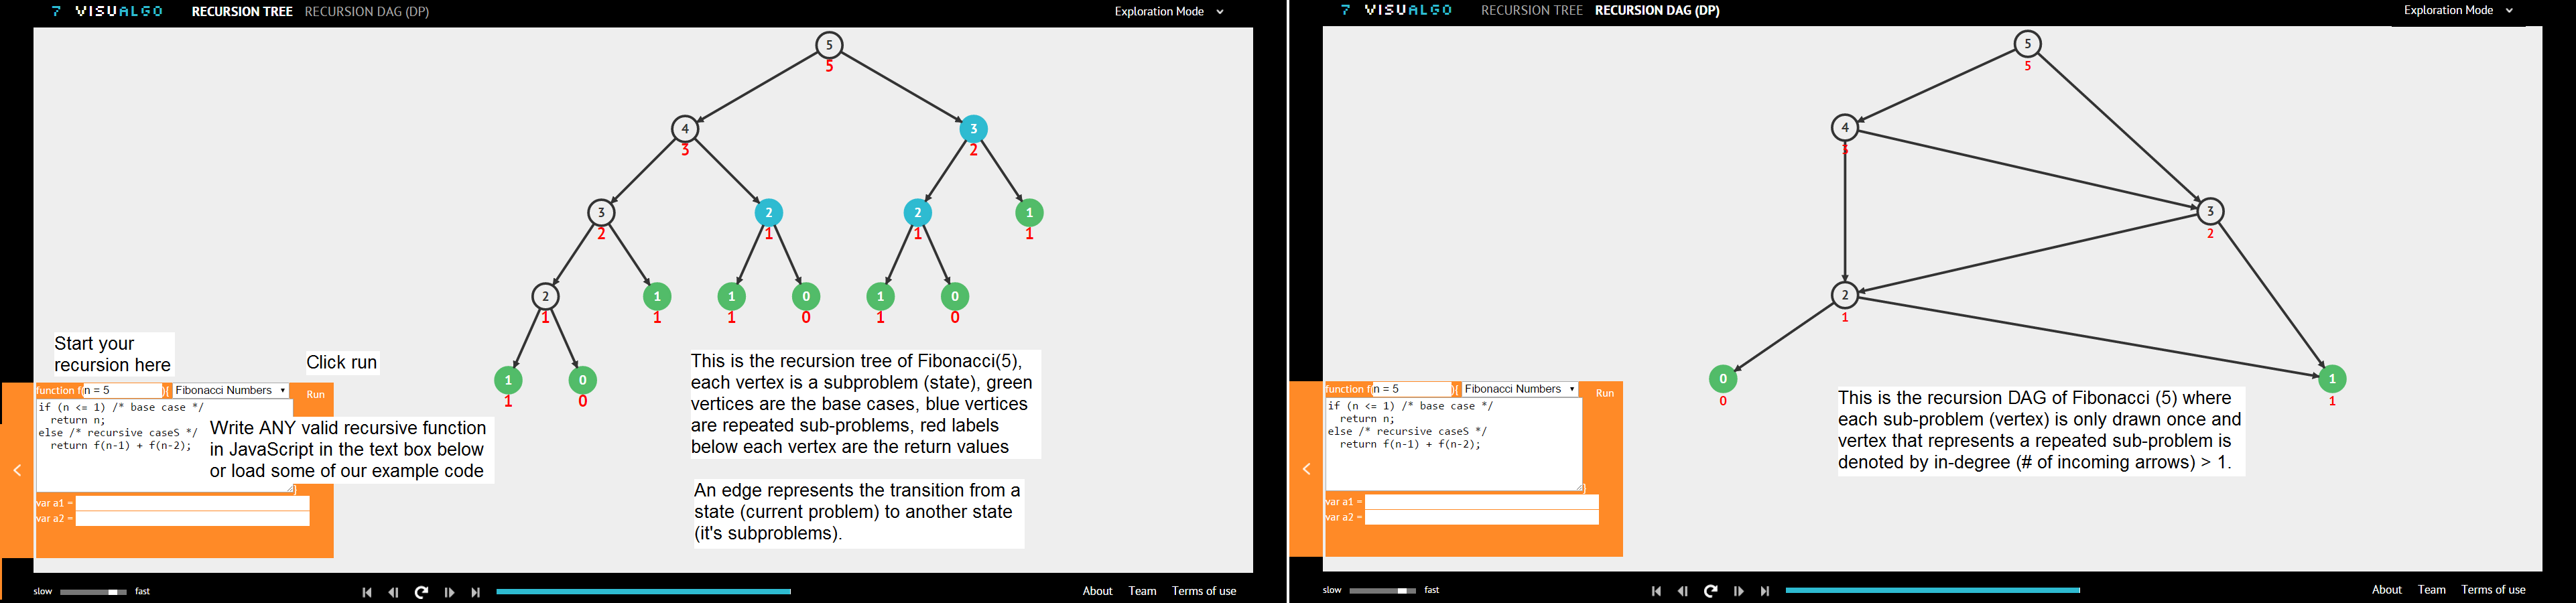 7 VISUALGO RECURSION TREE RECURSION DAG (DP) Exploration Mode
5
5
4
3
3
2
3
2
2
1
2
1
1
1
2
1
1
1
1
1
0
0
1
1
0
0
1
1
0
0
Start your
recursion here
Click run
function f(n = 5 ){ Fibonacci Numbers Run
if (n <= 1) /* base case */
return n;
else /* recursive caseS */
return f(n-1) + f(n-2);
}
Write ANY valid recursive function
in JavaScript in the text box below
or load some of our example code
var a1 =
var a2 =
This is the recursion tree of Fibonacci(5),
each vertex is a subproblem (state), green
vertices are the base cases, blue vertices
are repeated sub-problems, red labels
below each vertex are the return values
An edge represents the transition from a
state (current problem) to another state
(it's subproblems).
slow fast About Team Terms of use
7 VISUALGO RECURSION TREE RECURSION DAG (DP) Exploration Mode
5
5
4
3
3
2
2
1
0
0
1
1
function f(n = 5 ){ Fibonacci Numbers Run
if (n <= 1) /* base case */
return n;
else /* recursive caseS */
return f(n-1) + f(n-2);
}
var a1 =
var a2 =
This is the recursion DAG of Fibonacci (5) where
each sub-problem (vertex) is only drawn once and
vertex that represents a repeated sub-problem is
denoted by in-degree (# of incoming arrows) > 1.
slow fast About Team Terms of use